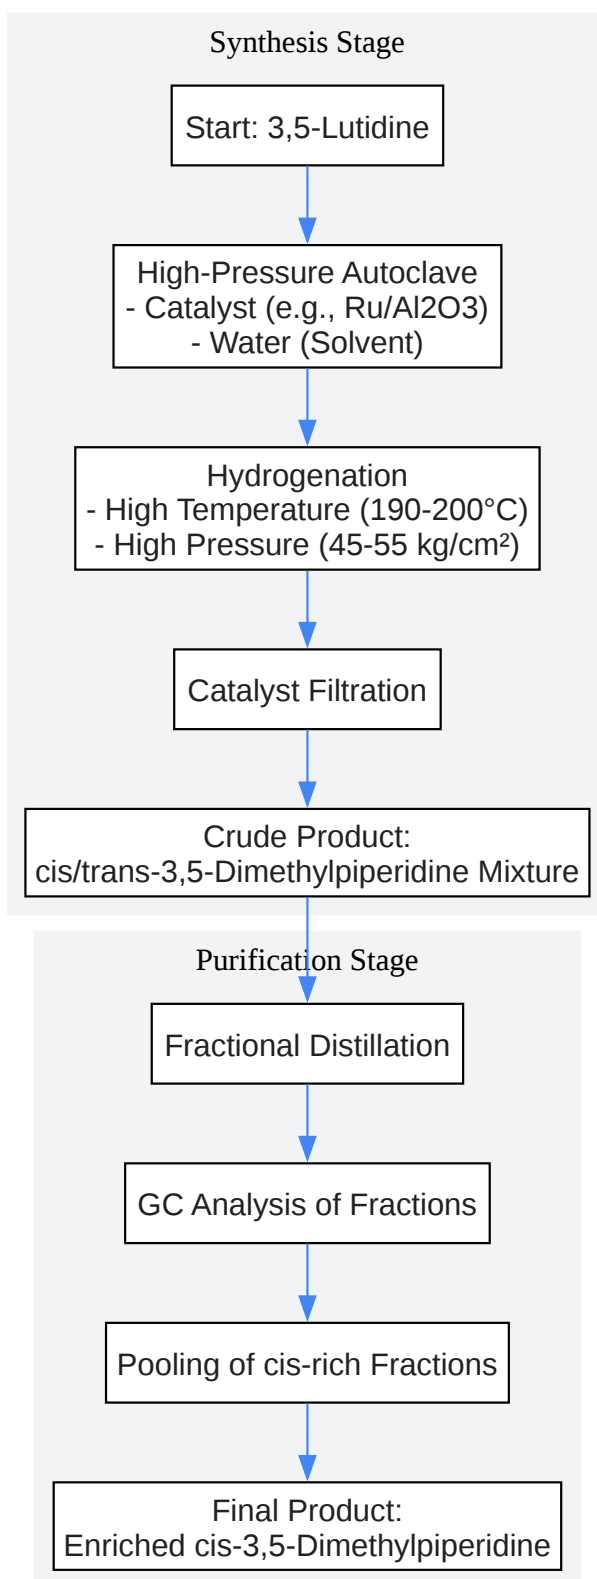 Synthesis Stage
Start: 3,5-Lutidine
High-Pressure Autoclave
- Catalyst (e.g., Ru/Al2O3)
- Water (Solvent)
Hydrogenation
- High Temperature (190-200°C)
- High Pressure (45-55 kg/cm²)
Catalyst Filtration
Crude Product:
cis/trans-3,5-Dimethylpiperidine Mixture
Purification Stage
Fractional Distillation
GC Analysis of Fractions
Pooling of cis-rich Fractions
Final Product:
Enriched cis-3,5-Dimethylpiperidine